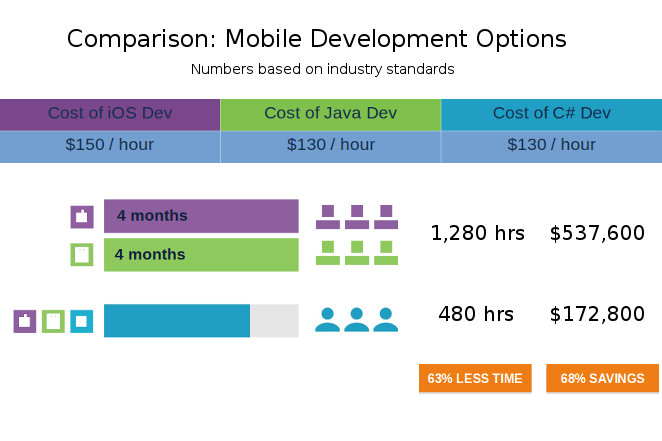 Comparison: Mobile Development Options
Numbers based on industry standards
Cost of iOS Dev
Cost of Java Dev
Cost of C# Dev
$150 / hour
$130 / hour
$130 / hour
4 months
4 months
1,280 hrs
$537,600
480 hrs
$172,800
63% LESS TIME
68% SAVINGS